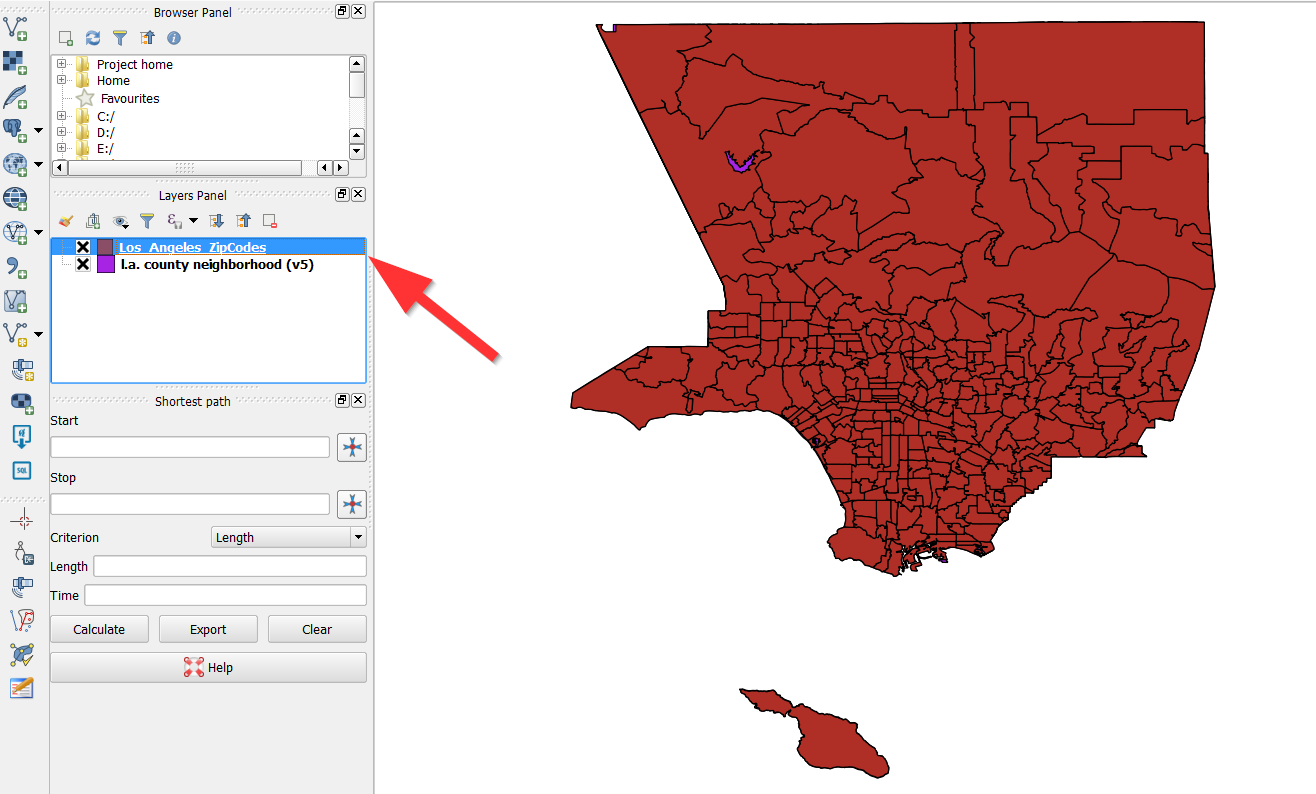 Browser Panel
Project home
Home
Favourites
C:/
D:/
E:/
Layers Panel
Los_Angeles_ZipCodes
l.a. county neighborhood (v5)
Shortest path
Start
Stop
Criterion
Length
Length
Time
Calculate
Export
Clear
Help
SQL